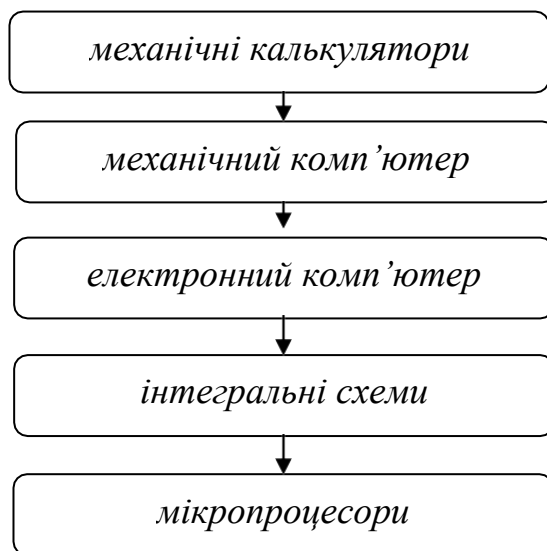 механічні калькулятори
механічний комп’ютер
електронний комп’ютер
інтегральні схеми
мікропроцесори